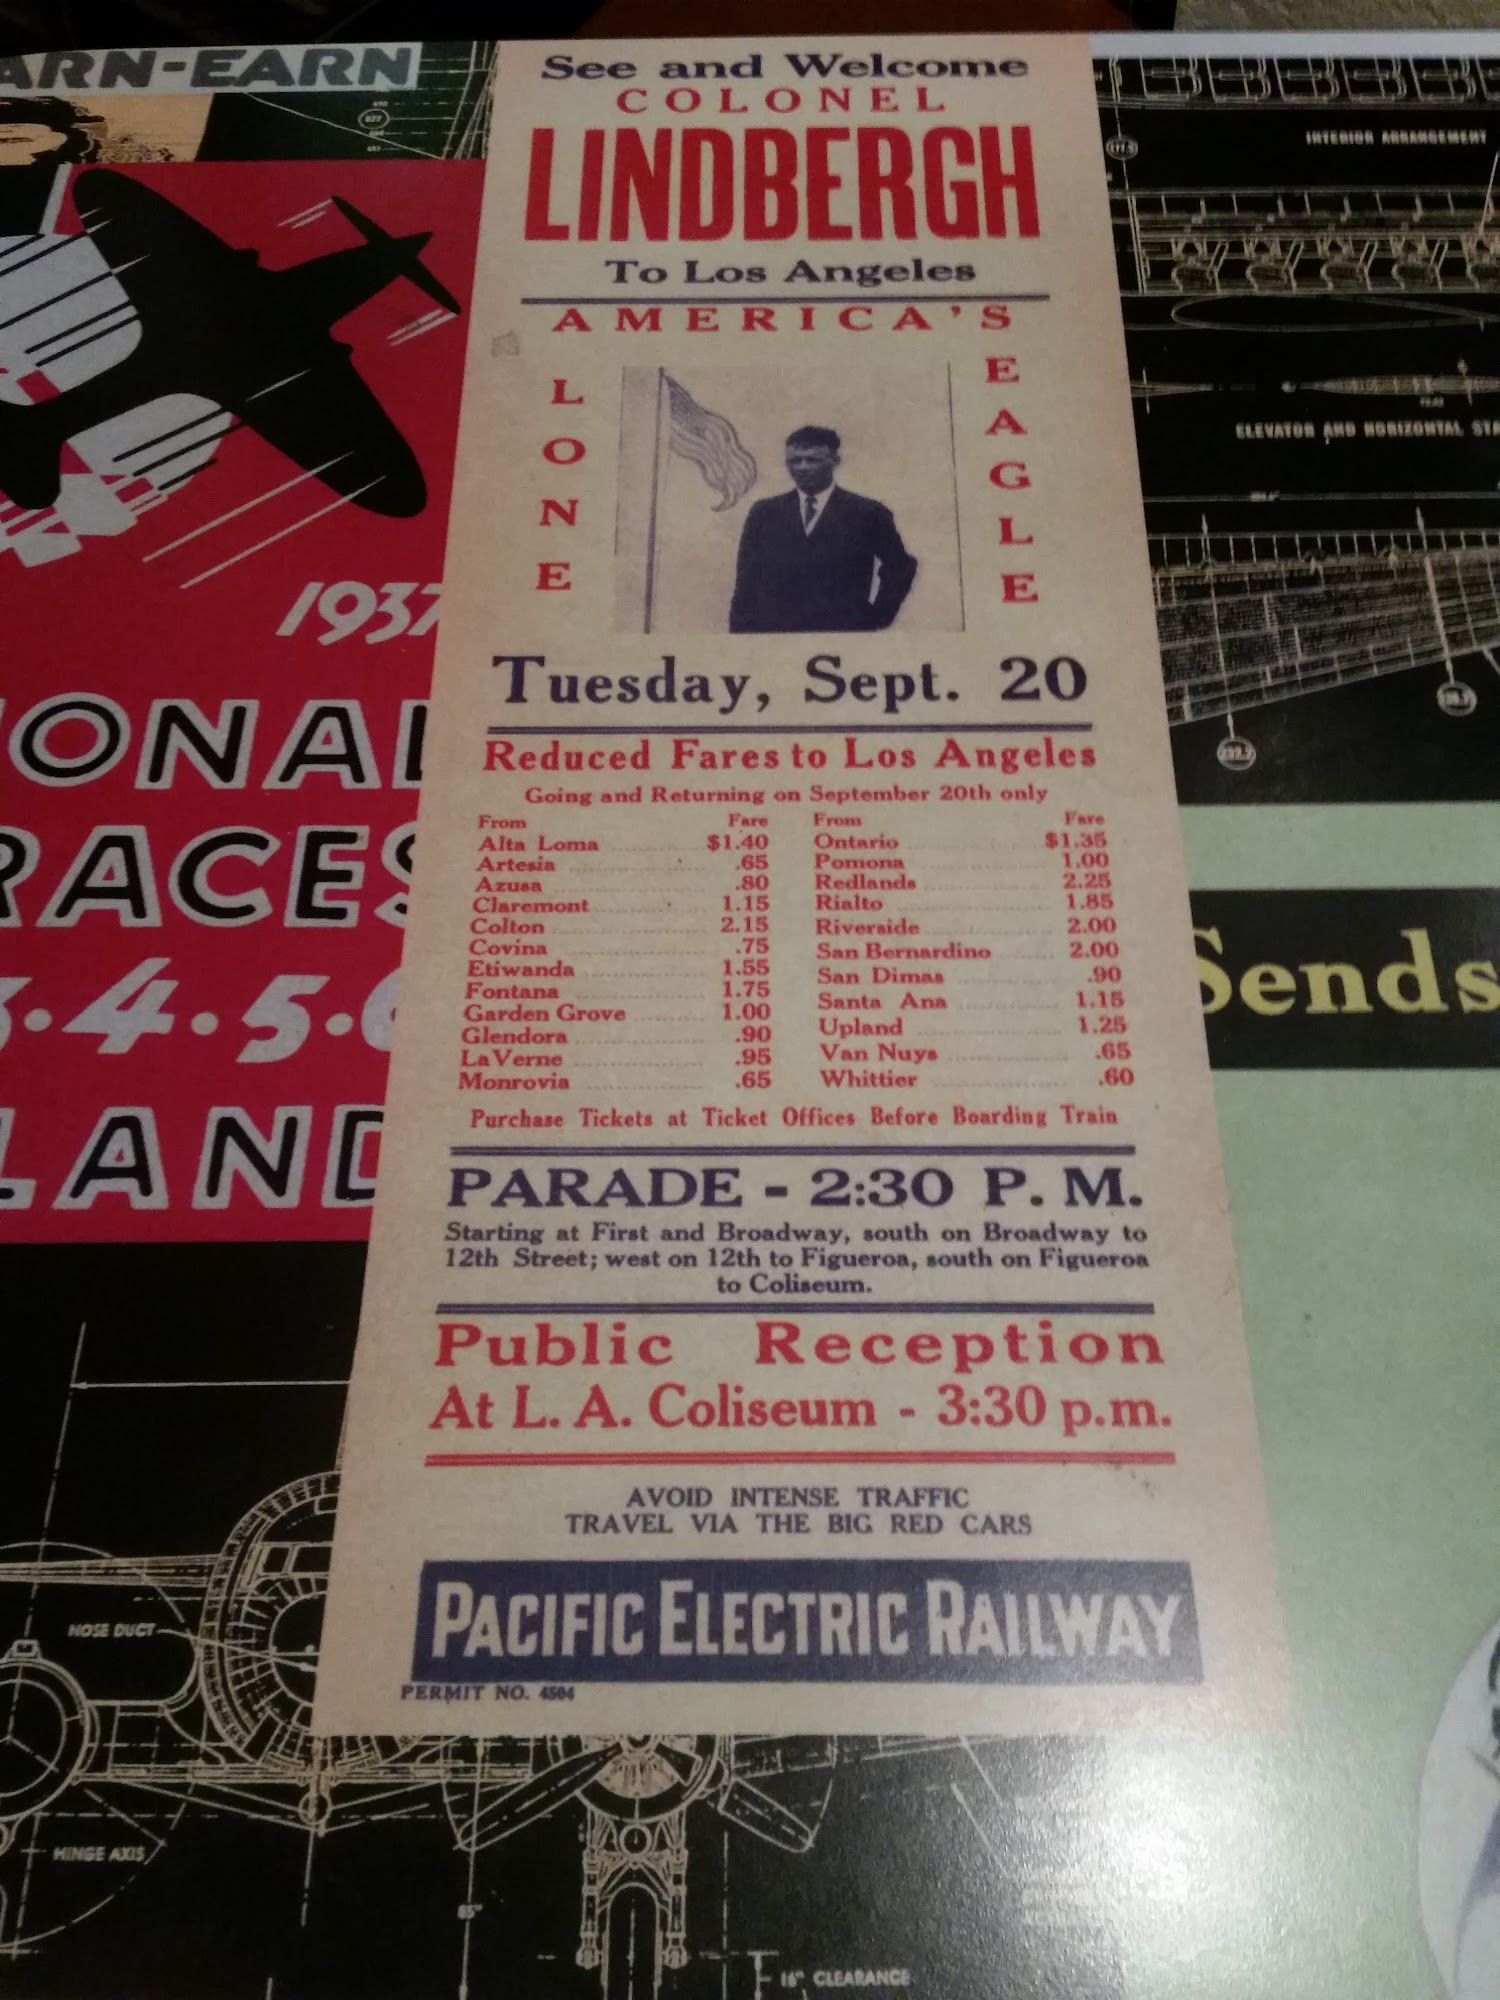 ARN-EARN
1937
IONAL
RACES
3·4·5·6
LAND
NOSE DUCT
HINGE AXIS
See and Welcome
COLONEL
LINDBERGH
To Los Angeles
AMERICA'S
LONE
EAGLE
Tuesday, Sept. 20
Reduced Fares to Los Angeles
Going and Returning on September 20th only
From Fare From Fare
Alta Loma $1.40 Ontario $1.35
Artesia .65 Pomona 1.00
Azusa .80 Redlands 2.25
Claremont 1.15 Rialto 1.85
Colton 2.15 Riverside 2.00
Covina .75 San Bernardino 2.00
Etiwanda 1.55 San Dimas .90
Fontana 1.75 Santa Ana 1.15
Garden Grove 1.00 Upland 1.25
Glendora .90 Van Nuys .65
La Verne .95 Whittier .60
Monrovia .65
Purchase Tickets at Ticket Offices Before Boarding Train
PARADE - 2:30 P. M.
Starting at First and Broadway, south on Broadway to
12th Street; west on 12th to Figueroa, south on Figueroa
to Coliseum.
Public Reception
At L. A. Coliseum - 3:30 p.m.
AVOID INTENSE TRAFFIC
TRAVEL VIA THE BIG RED CARS
PACIFIC ELECTRIC RAILWAY
PERMIT NO. 4504
INTERIOR ARRANGEMENT
ELEVATOR AND HORIZONTAL STA
Sends
16" CLEARANCE